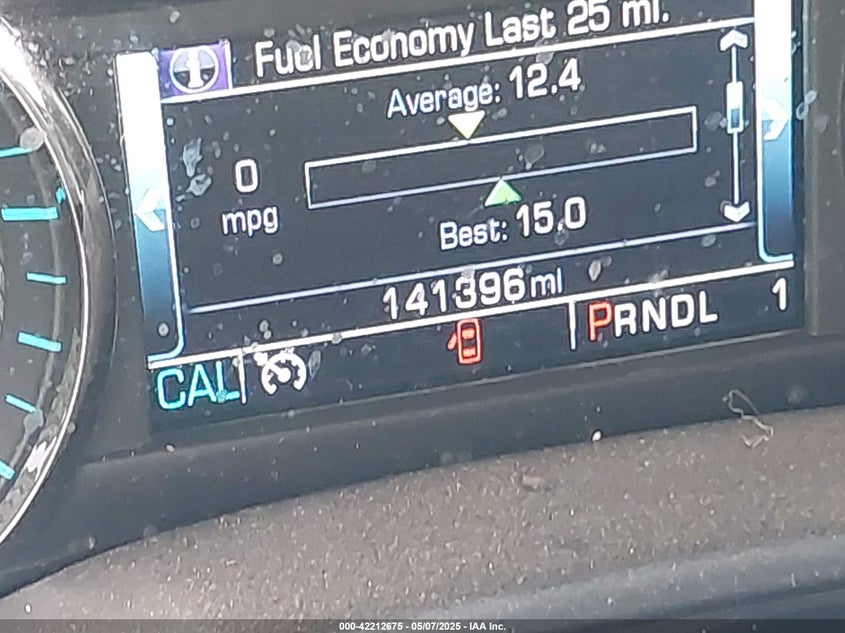 Fuel Economy Last 25 mi.
Average: 12.4
0
mpg
Best: 15.0
141396mi
PRNDL 1
CAL
000-42212675 - 05/07/2025 - IAA Inc.